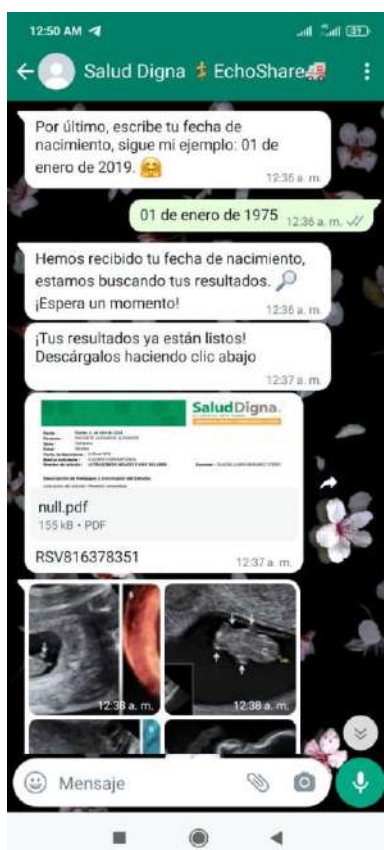 12:50 AM
31
Salud Digna EchoShare
Por último, escribe tu fecha de
nacimiento, sigue mi ejemplo: 01 de
enero de 2019.
12:36 a. m.
01 de enero de 1975
12:36 a. m.
Hemos recibido tu fecha de nacimiento,
estamos buscando tus resultados.
¡Espera un momento!
12:36 a. m.
¡Tus resultados ya están listos!
Descárgalos haciendo clic abajo
12:37 a. m.
SaludDigna.
null.pdf
155 kB • PDF
RSV816378351
12:37 a. m.
12:38 a. m.
12:38 a. m.
Mensaje